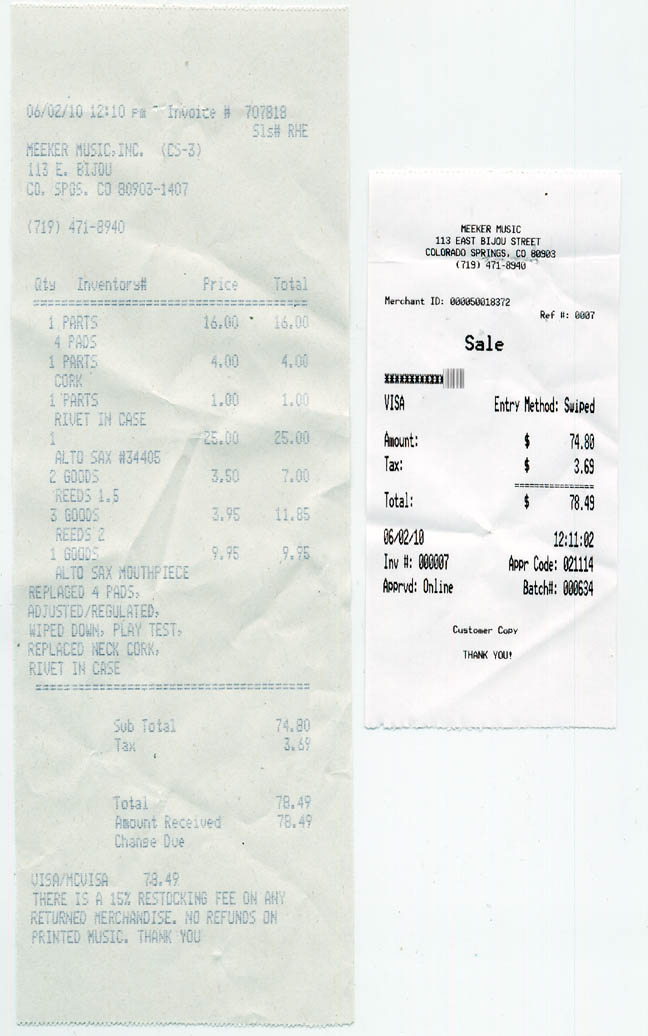 06/02/10 12:10 pm Invoice # 707818
Sls# RHE
MEEKER MUSIC,INC. (CS-3)
113 E. BIJOU
CO. SPGS. CO 80903-1407
(719) 471-8940
Qty Inventory# Price Total
==================================
1 PARTS 16.00 16.00
4 PADS
1 PARTS 4.00 4.00
CORK
1 PARTS 1.00 1.00
RIVET IN CASE
1 25.00 25.00
ALTO SAX #34405
2 GOODS 3.50 7.00
REEDS 1.5
3 GOODS 3.95 11.85
REEDS 2
1 GOODS 9.95 9.95
ALTO SAX MOUTHPIECE
REPLACED 4 PADS,
ADJUSTED/REGULATED,
WIPED DOWN, PLAY TEST,
REPLACED NECK CORK,
RIVET IN CASE
==================================
Sub Total 74.80
Tax 3.69
Total 78.49
Amount Received 78.49
Change Due
VISA/MCVISA 78.49
THERE IS A 15% RESTOCKING FEE ON ANY
RETURNED MERCHANDISE. NO REFUNDS ON
PRINTED MUSIC. THANK YOU
MEEKER MUSIC
113 EAST BIJOU STREET
COLORADO SPRINGS, CO 80903
(719) 471-8940
Merchant ID: 000050018372
Ref #: 0007
Sale
XXXXXXXXXXXX
VISA Entry Method: Swiped
Amount: $ 74.80
Tax: $ 3.69
================
Total: $ 78.49
06/02/10 12:11:02
Inv #: 000007 Appr Code: 021114
Apprvd: Online Batch#: 000634
Customer Copy
THANK YOU!